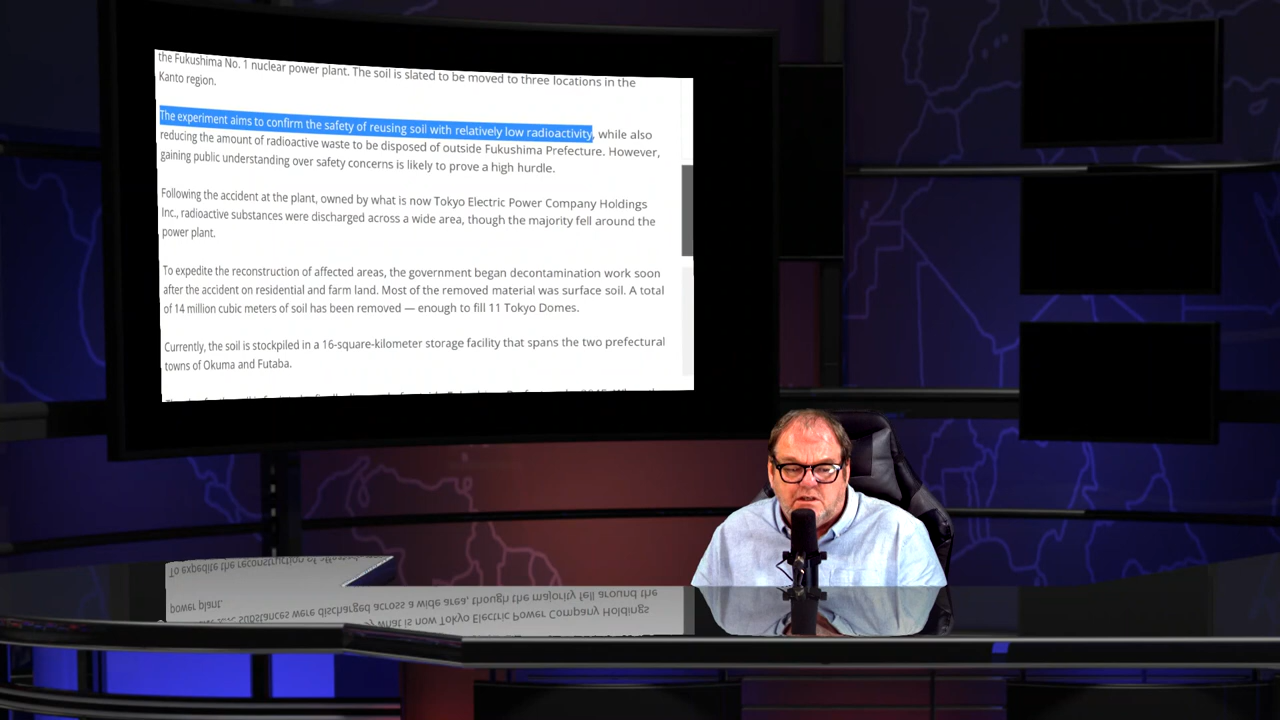 the Fukushima No. 1 nuclear power plant. The soil is slated to be moved to three locations in the
Kanto region.
The experiment aims to confirm the safety of reusing soil with relatively low radioactivity, while also
reducing the amount of radioactive waste to be disposed of outside Fukushima Prefecture. However,
gaining public understanding over safety concerns is likely to prove a high hurdle.
Following the accident at the plant, owned by what is now Tokyo Electric Power Company Holdings
Inc., radioactive substances were discharged across a wide area, though the majority fell around the
power plant.
To expedite the reconstruction of affected areas, the government began decontamination work soon
after the accident on residential and farm land. Most of the removed material was surface soil. A total
of 14 million cubic meters of soil has been removed — enough to fill 11 Tokyo Domes.
Currently, the soil is stockpiled in a 16-square-kilometer storage facility that spans the two prefectural
towns of Okuma and Futaba.